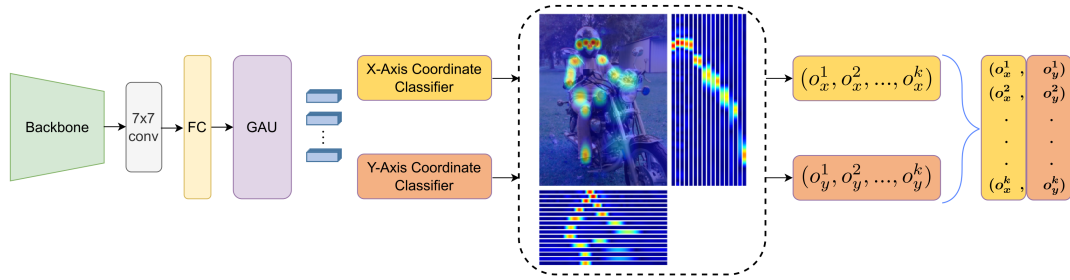 Backbone
7x7
conv
FC
GAU
X-Axis Coordinate
Classifier
Y-Axis Coordinate
Classifier
(o_x^1, o_x^2, ..., o_x^k)
(o_y^1, o_y^2, ..., o_y^k)
(o_x^1 , o_y^1)
(o_x^2 , o_y^2)
. .
. .
. .
(o_x^k , o_y^k)